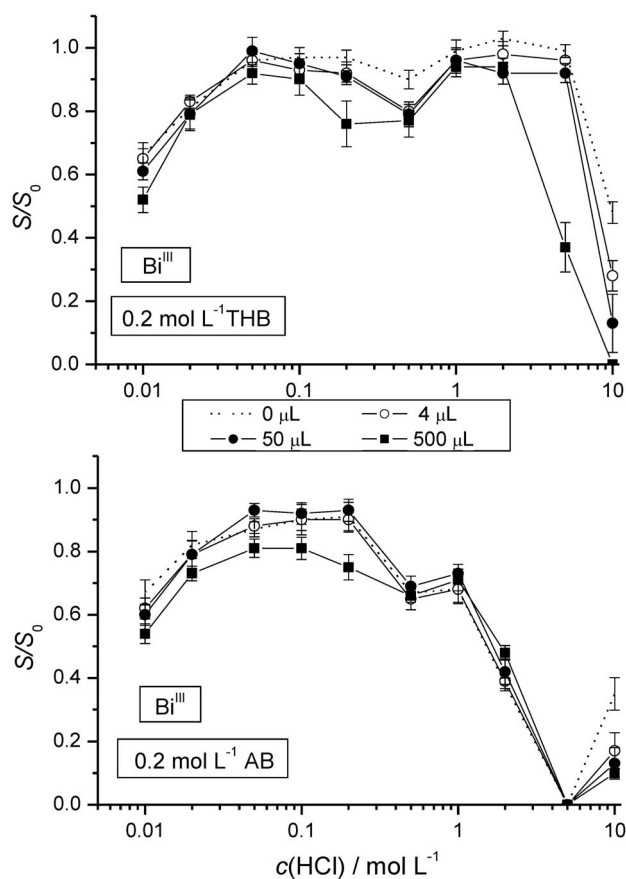 1.0
0.8
0.6
0.4
0.2
0.0
S/S₀
Biᴵᴵᴵ
0.2 mol L⁻¹THB
0.01 0.1 1 10
0 μL 4 μL
50 μL 500 μL
1.0
0.8
0.6
0.4
0.2
0.0
S/S₀
Biᴵᴵᴵ
0.2 mol L⁻¹ AB
0.01 0.1 1 10
c(HCl) / mol L⁻¹